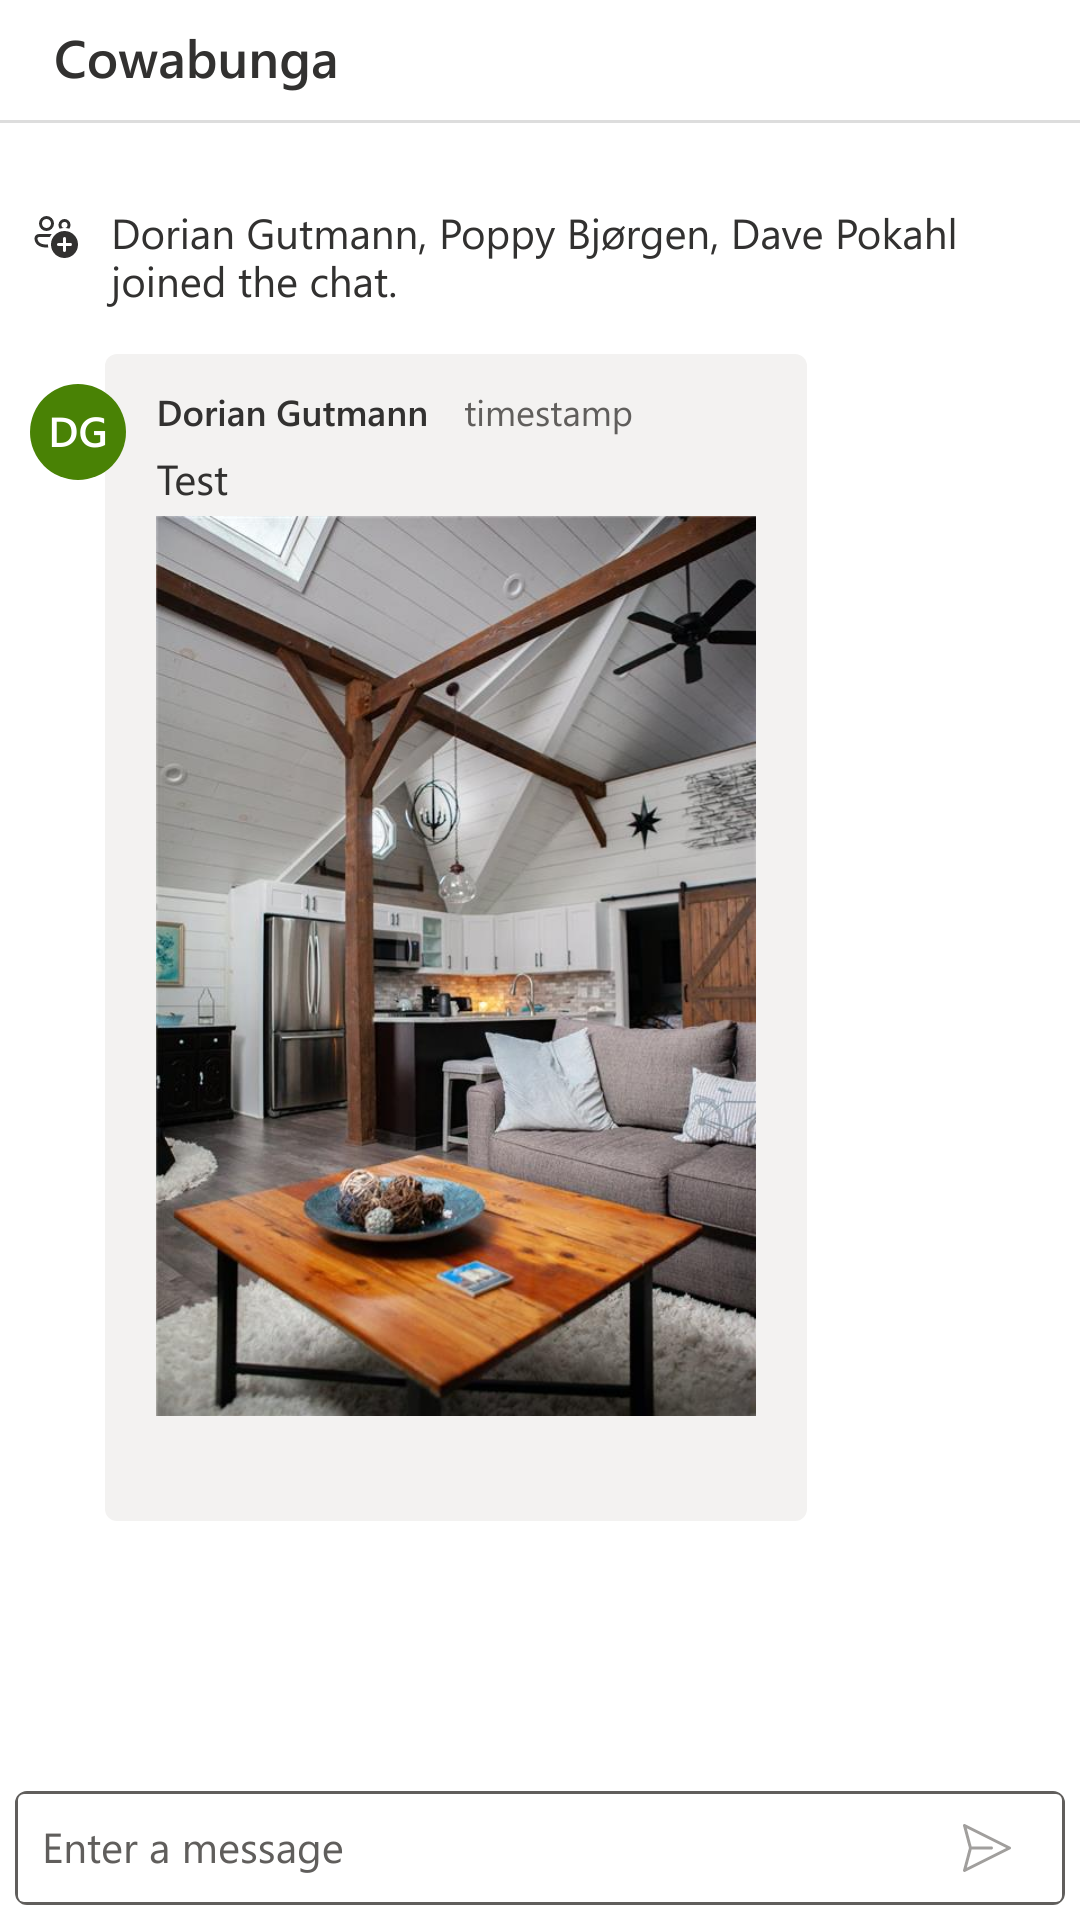 Cowabunga
Dorian Gutmann, Poppy Bjørgen, Dave Pokahl
joined the chat.
DG
Dorian Gutmann timestamp
Test
Enter a message